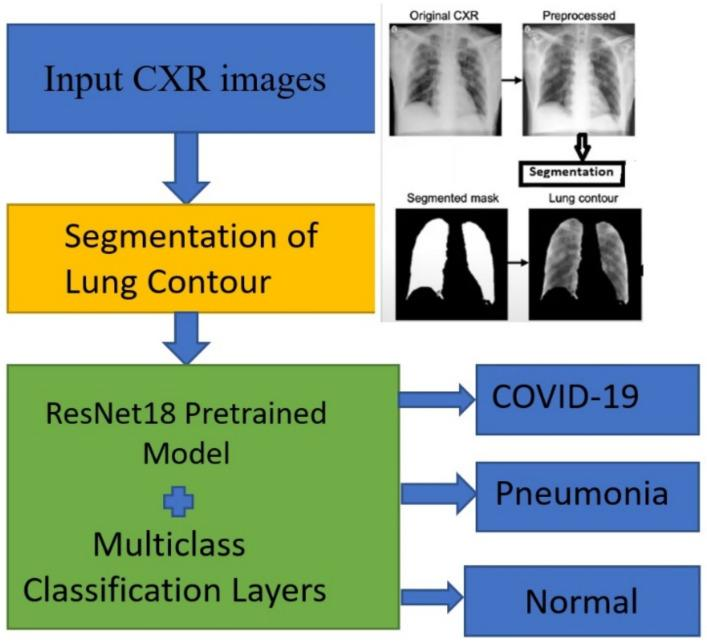 Input CXR images
Original CXR
Preprocessed
Segmentation
Segmented mask
Lung contour
Segmentation of
Lung Contour
ResNet18 Pretrained
Model
Multiclass
Classification Layers
COVID-19
Pneumonia
Normal